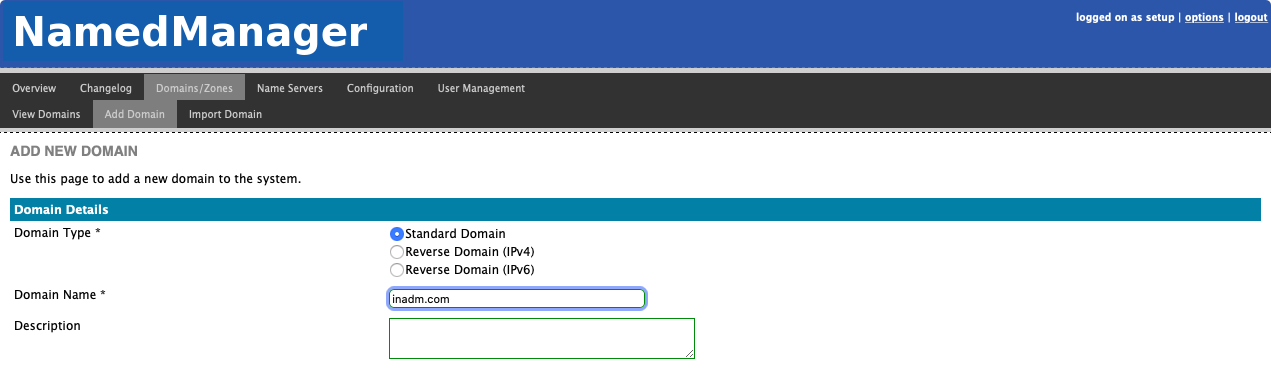 NamedManager
logged on as setup | options | logout
Overview Changelog Domains/Zones Name Servers Configuration User Management
View Domains Add Domain Import Domain
ADD NEW DOMAIN
Use this page to add a new domain to the system.
Domain Details
Domain Type * Standard Domain
Reverse Domain (IPv4)
Reverse Domain (IPv6)
Domain Name * inadm.com
Description